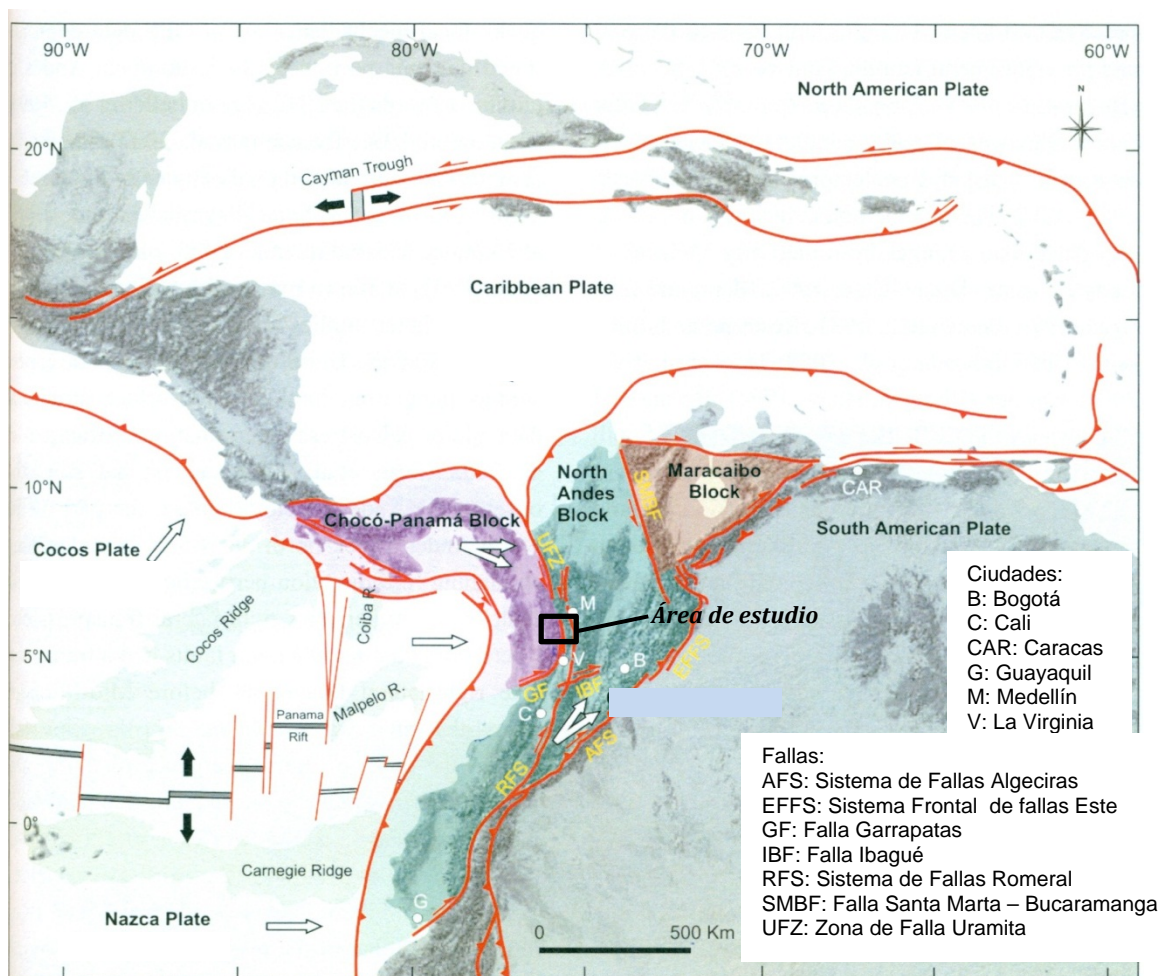 90°W
80°W
70°W
60°W
North American Plate
N
20°N
Cayman Trough
Caribbean Plate
10°N
North
Andes
Block
SMBF
Maracaibo
Block
CAR
Chocó-Panamá Block
UFZ
South American Plate
Cocos Plate
Cocos Ridge
Coiba R.
M
Área de estudio
5°N
V
B
GF
IBF
EFFS
C
Malpelo R.
Panama
Rift
AFS
RFS
0°
Carnegie Ridge
G
Nazca Plate
0
500 Km
Ciudades:
B: Bogotá
C: Cali
CAR: Caracas
G: Guayaquil
M: Medellín
V: La Virginia
Fallas:
AFS: Sistema de Fallas Algeciras
EFFS: Sistema Frontal de fallas Este
GF: Falla Garrapatas
IBF: Falla Ibagué
RFS: Sistema de Fallas Romeral
SMBF: Falla Santa Marta – Bucaramanga
UFZ: Zona de Falla Uramita